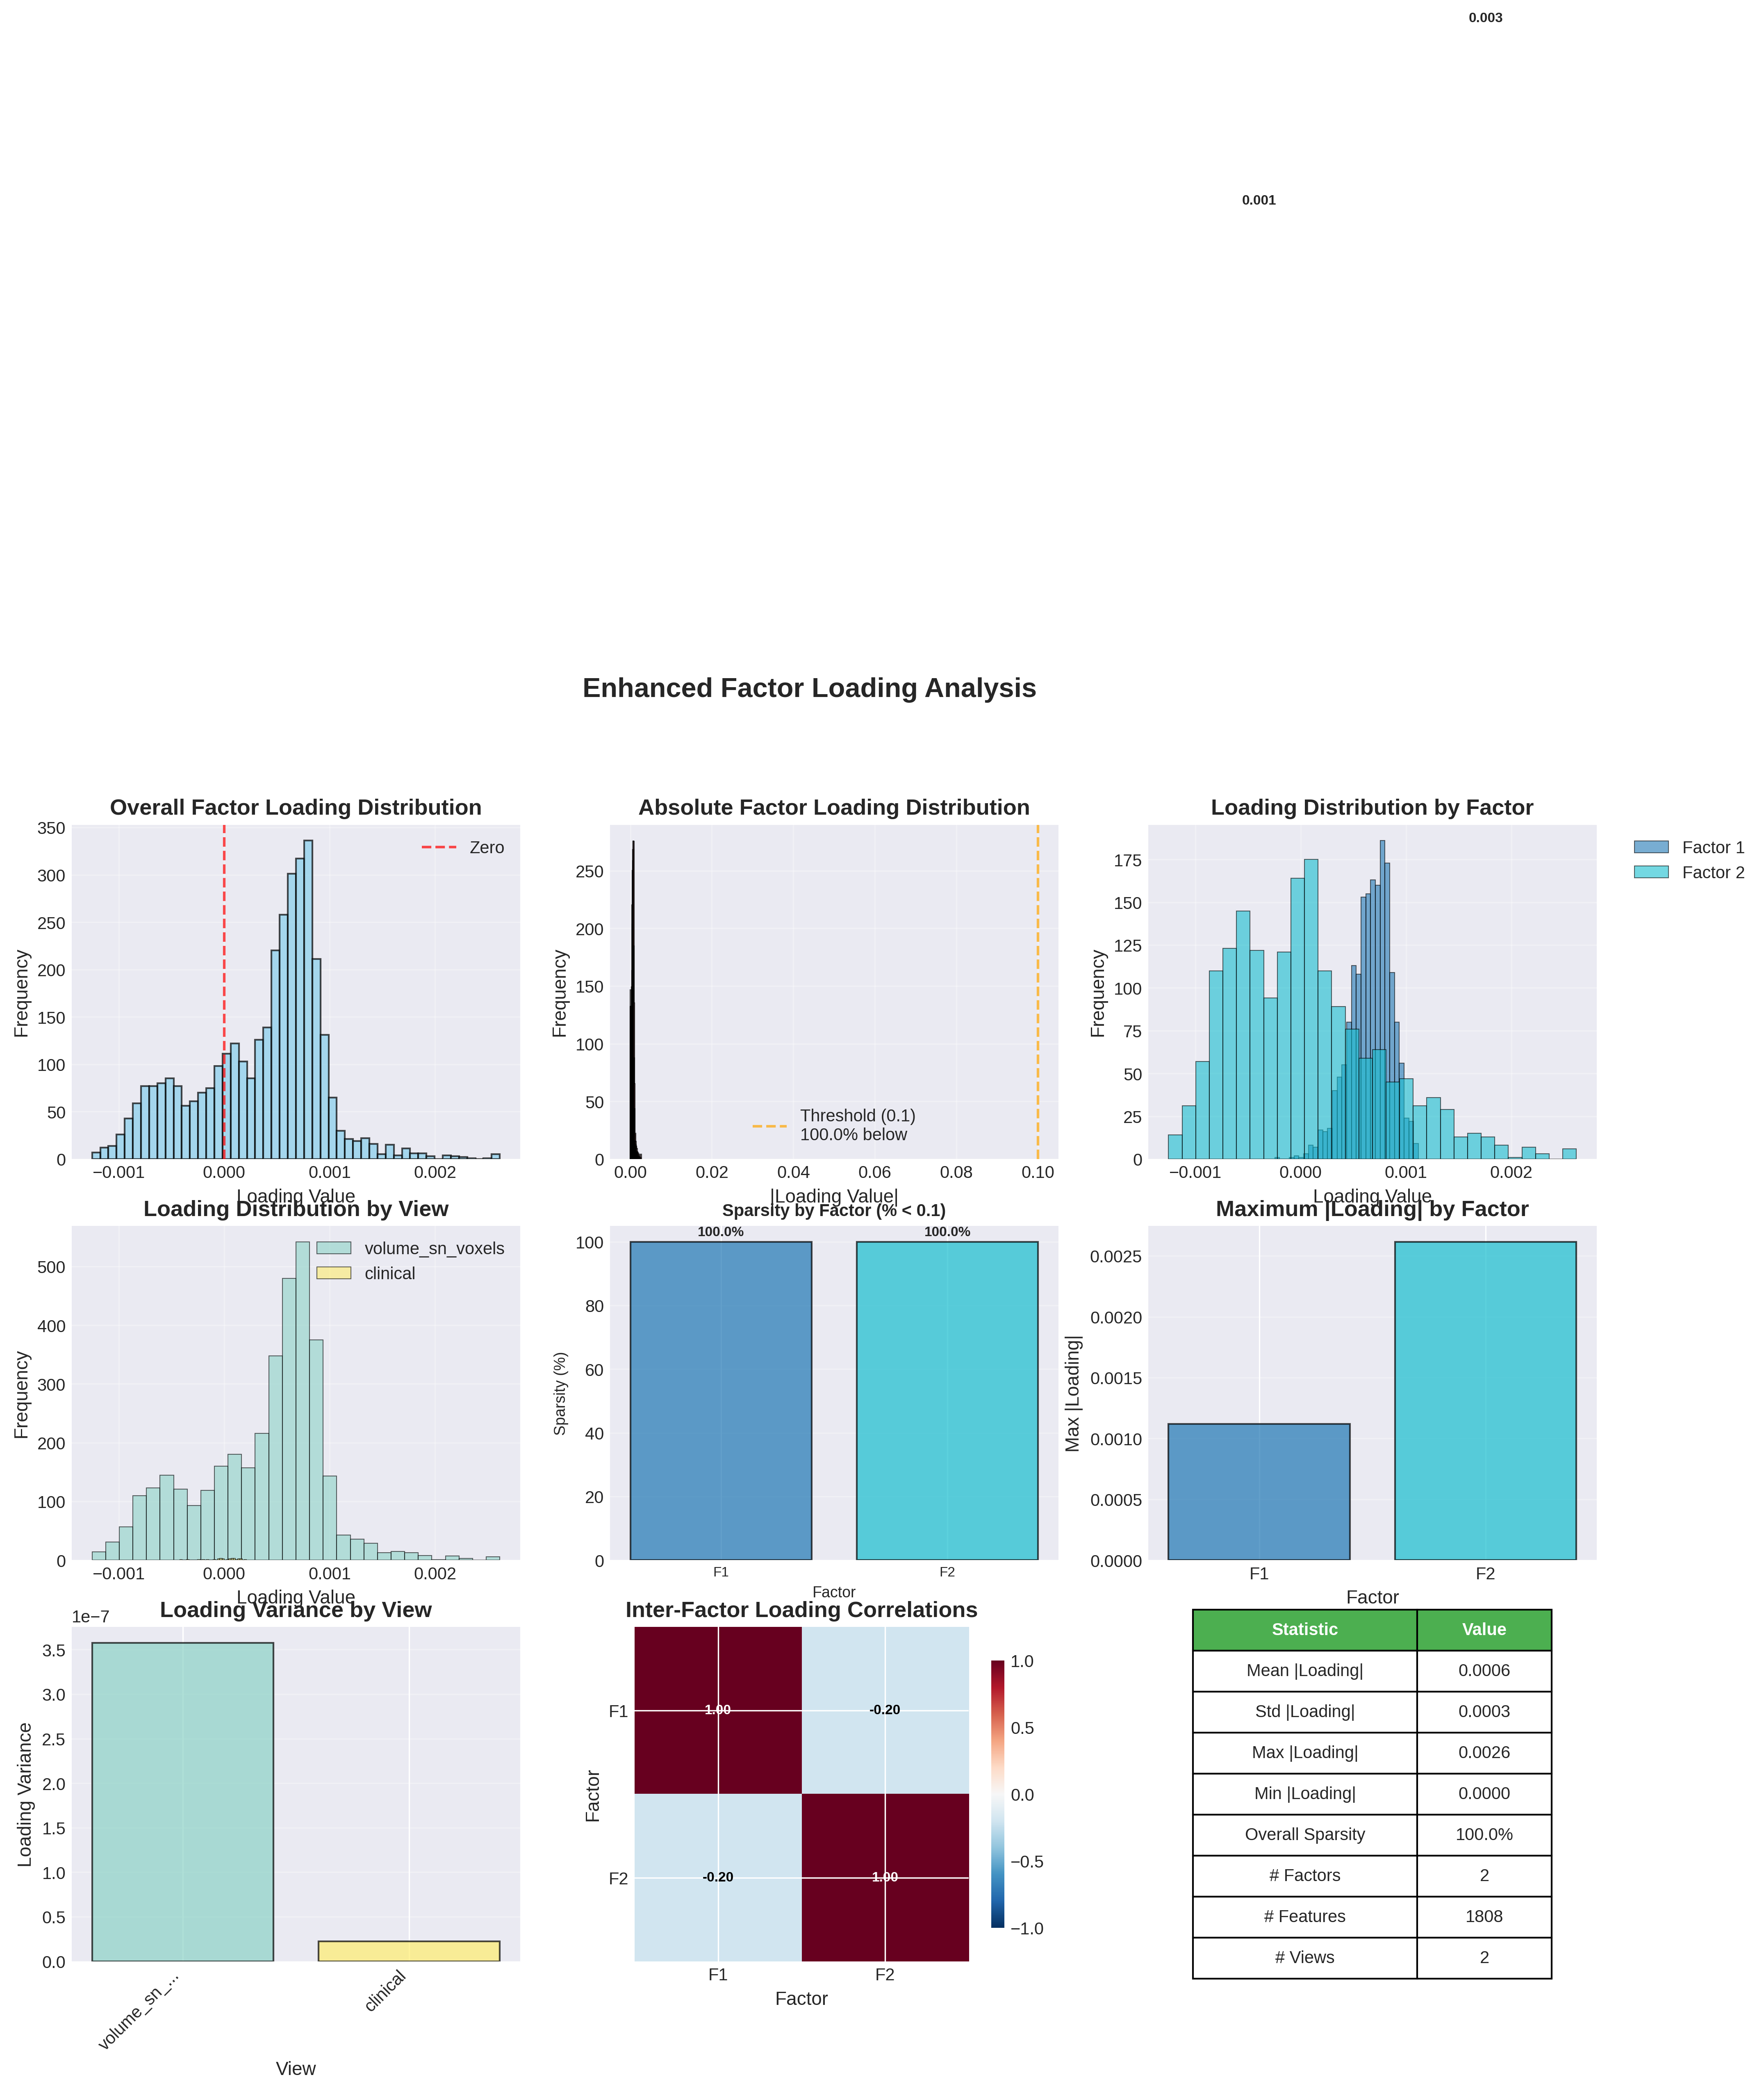 0.003
0.001
Enhanced Factor Loading Analysis
Overall Factor Loading Distribution
350
300
250
200
150
100
50
0
Frequency
−0.001 0.000 0.001 0.002
Loading Value
Zero
Absolute Factor Loading Distribution
250
200
150
100
50
0
Frequency
0.00 0.02 0.04 0.06 0.08 0.10
|Loading Value|
Threshold (0.1)
100.0% below
Loading Distribution by Factor
175
150
125
100
75
50
25
0
Frequency
−0.001 0.000 0.001 0.002
Loading Value
Factor 1
Factor 2
Loading Distribution by View
500
400
300
200
100
0
Frequency
−0.001 0.000 0.001 0.002
Loading Value
volume_sn_voxels
clinical
Sparsity by Factor (% < 0.1)
100.0% 100.0%
100
80
60
40
20
0
Sparsity (%)
F1 F2
Factor
Maximum |Loading| by Factor
0.0025
0.0020
0.0015
0.0010
0.0005
0.0000
Max |Loading|
F1 F2
Factor
Loading Variance by View
1e−7
3.5
3.0
2.5
2.0
1.5
1.0
0.5
0.0
Loading Variance
volume_sn_...
clinical
View
Inter-Factor Loading Correlations
F1
F2
Factor
1.00 -0.20
-0.20 1.00
F1 F2
Factor
1.0
0.5
0.0
−0.5
−1.0
Statistic Value
Mean |Loading| 0.0006
Std |Loading| 0.0003
Max |Loading| 0.0026
Min |Loading| 0.0000
Overall Sparsity 100.0%
# Factors 2
# Features 1808
# Views 2